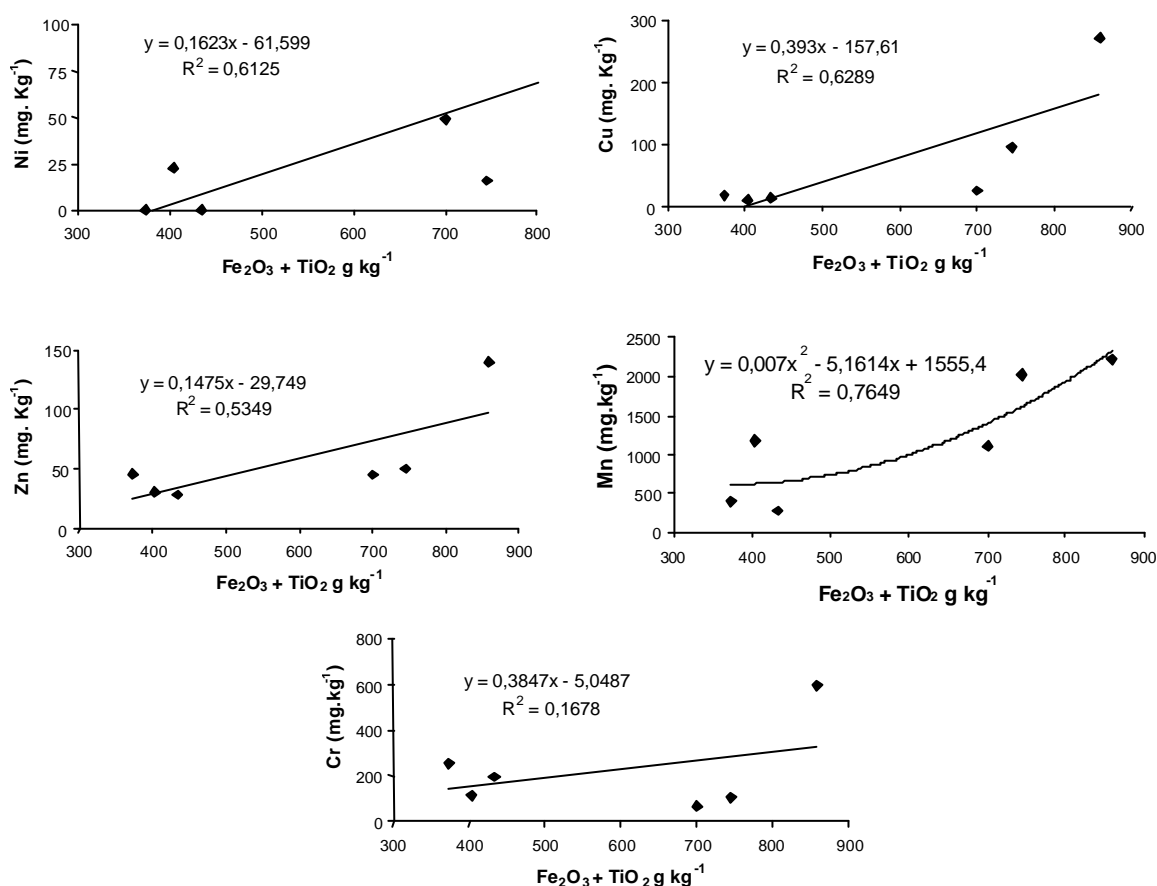 y = 0,1623x - 61,599
R² = 0,6125
Ni (mg. Kg⁻¹)
100
75
50
25
0
300 400 500 600 700 800
Fe₂O₃ + TiO₂ g kg⁻¹
y = 0,393x - 157,61
R² = 0,6289
Cu (mg. Kg⁻¹)
300
200
100
0
300 400 500 600 700 800 900
Fe₂O₃ + TiO₂ g kg⁻¹
y = 0,1475x - 29,749
R² = 0,5349
Zn (mg. Kg⁻¹)
150
100
50
0
300 400 500 600 700 800 900
Fe₂O₃ + TiO₂ g kg⁻¹
y = 0,007x² - 5,1614x + 1555,4
R² = 0,7649
Mn (mg.kg⁻¹)
2500
2000
1500
1000
500
0
300 400 500 600 700 800 900
Fe₂O₃ + TiO₂ g kg⁻¹
y = 0,3847x - 5,0487
R² = 0,1678
Cr (mg.kg⁻¹)
800
600
400
200
0
300 400 500 600 700 800 900
Fe₂O₃ + TiO₂ g kg⁻¹